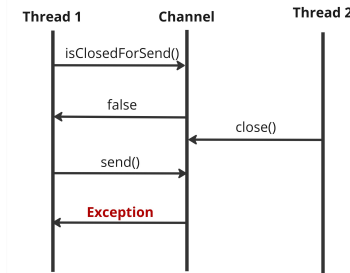 Thread 1 Channel Thread 2
isClosedForSend()
false
close()
send()
Exception